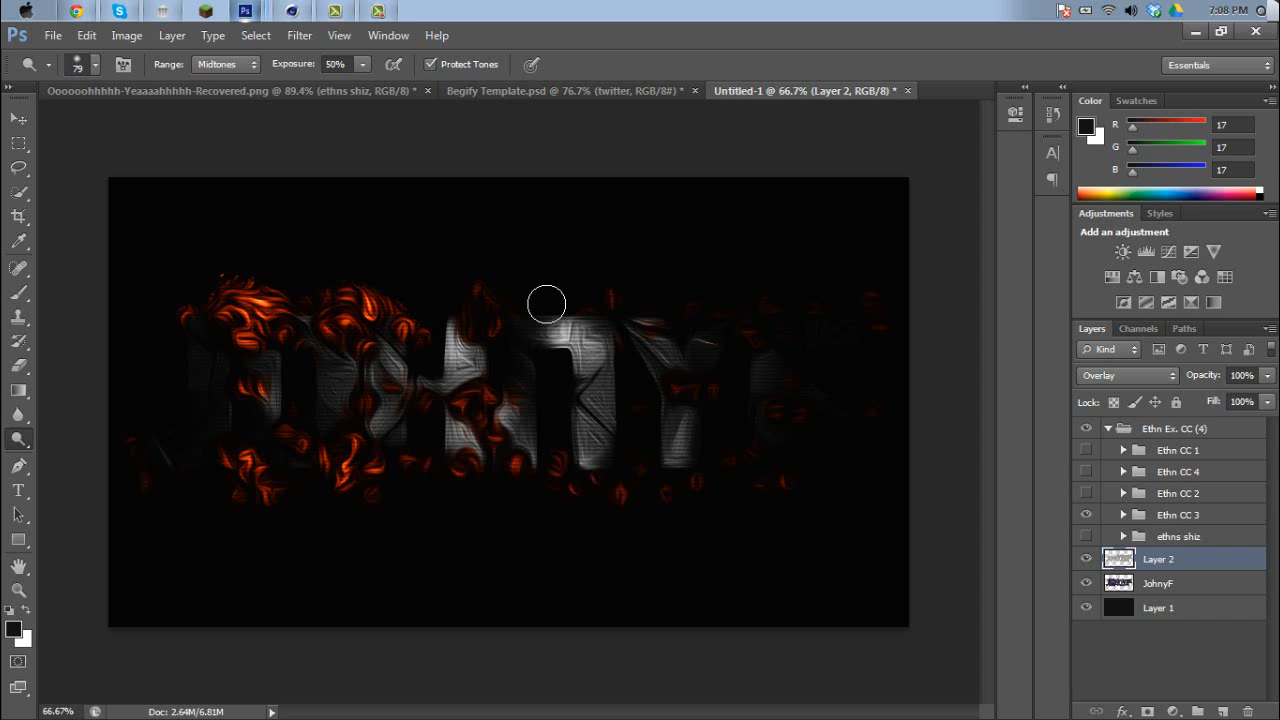 7:08 PM
Ps File Edit Image Layer Type Select Filter View Window Help
79 Range: Midtones Exposure: 50% Protect Tones Essentials
Oooooohhhhh-Yeaaaahhhhh-Recovered.png @ 89.4% (ethns shiz, RGB/8) * × Begify Template.psd @ 76.7% (twitter, RGB/8#) * × Untitled-1 @ 66.7% (Layer 2, RGB/8) * ×
Color Swatches
R 17
G 17
B 17
Adjustments Styles
Add an adjustment
Layers Channels Paths
Kind
Overlay Opacity: 100%
Lock: Fill: 100%
Ethn Ex. CC (4)
Ethn CC 1
Ethn CC 4
Ethn CC 2
Ethn CC 3
ethns shiz
Layer 2
JohnyF
Layer 1
66.67% Doc: 2.64M/6.81M